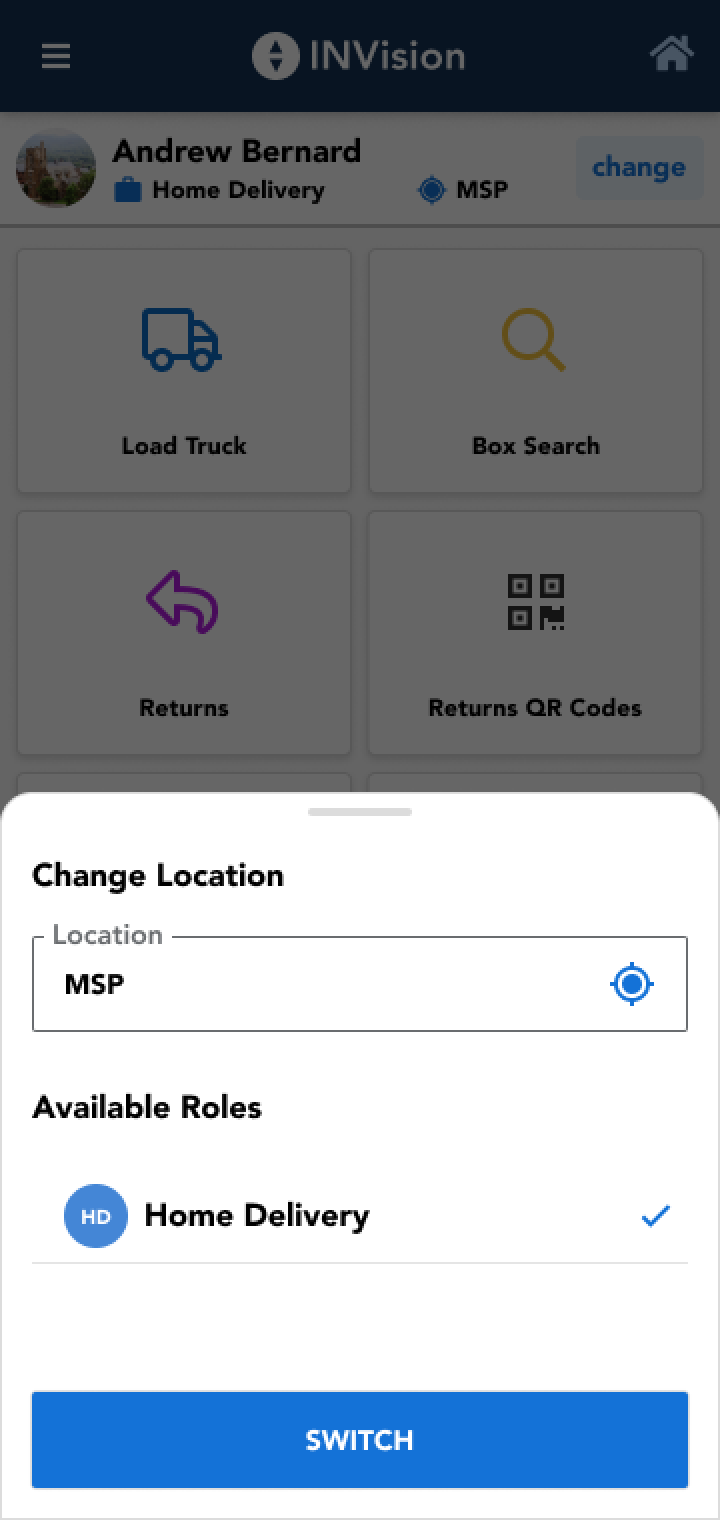 INVision
Andrew Bernard
Home Delivery
MSP
change
Load Truck
Box Search
Returns
Returns QR Codes
Change Location
Location
MSP
Available Roles
HD
Home Delivery
SWITCH